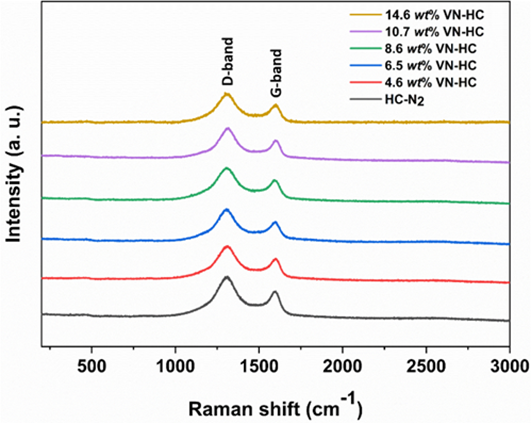 14.6 wt% VN-HC
10.7 wt% VN-HC
8.6 wt% VN-HC
6.5 wt% VN-HC
4.6 wt% VN-HC
HC-N₂
D-band
G-band
Intensity (a. u.)
500 1000 1500 2000 2500 3000
Raman shift (cm⁻¹)